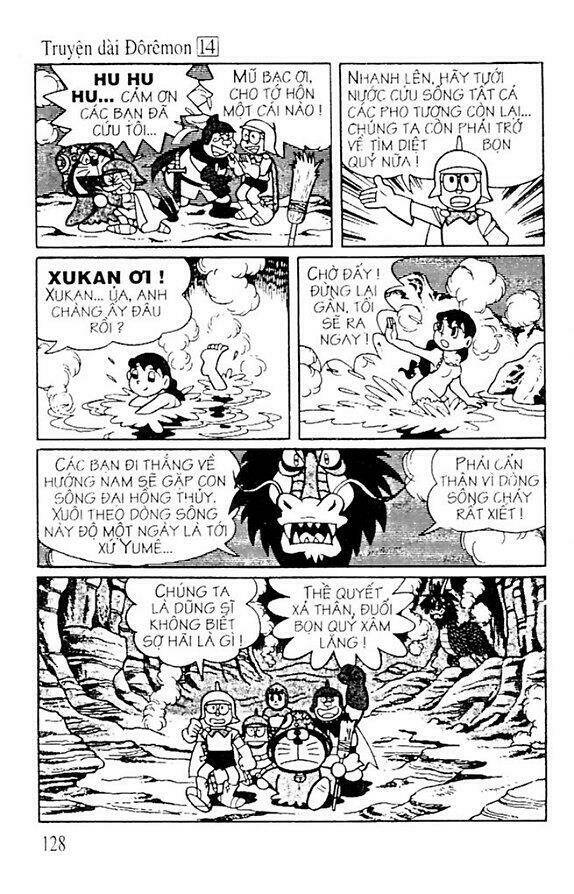 Truyện dài Đôrêmon 14
HU HU
HU... CẢM ƠN
CÁC BẠN ĐÃ
CỨU TÔI...
MŨ BẠC ƠI,
CHO TỚ HÔN
MỘT CÁI NÀO !
NHANH LÊN, HÃY TƯỚI
NƯỚC CỨU SỐNG TẤT CẢ
CÁC PHO TƯỢNG CÒN LẠI...
CHÚNG TA CÒN PHẢI TRỞ
VỀ TÌM DIỆT BỌN
QUỶ NỮA !
XUKAN ƠI !
XUKAN... ỦA, ANH
CHÀNG ẤY ĐÂU
RỒI ?
CHỜ ĐẤY !
ĐỪNG LẠI
GẦN, TÔI
SẼ RA
NGAY !
CÁC BẠN ĐI THẲNG VỀ
HƯỚNG NAM SẼ GẶP CON
SÔNG ĐẠI HỒNG THỦY.
XUÔI THEO DÒNG SÔNG
NÀY ĐỘ MỘT NGÀY LÀ TỚI
XỨ YUMÊ...
PHẢI CẨN
THẬN VÌ DÒNG
SÔNG CHẢY
RẤT XIẾT !
CHÚNG TA
LÀ DŨNG SĨ
KHÔNG BIẾT
SỢ HÃI LÀ GÌ !
THỀ QUYẾT
XẢ THÂN, ĐUỔI
BỌN QUỶ XÂM
LĂNG !
128